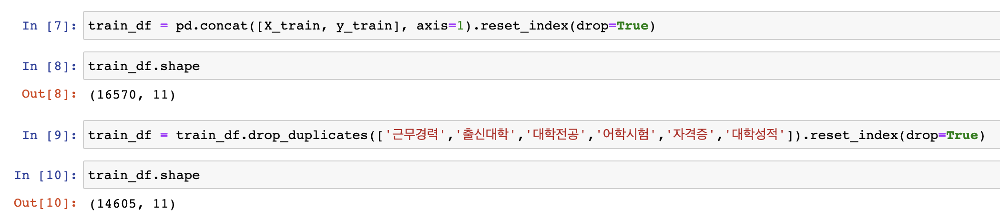 In [7]: train_df = pd.concat([X_train, y_train], axis=1).reset_index(drop=True)
In [8]: train_df.shape
Out[8]: (16570, 11)
In [9]: train_df = train_df.drop_duplicates(['근무경력','출신대학','대학전공','어학시험','자격증','대학성적']).reset_index(drop=True)
In [10]: train_df.shape
Out[10]: (14605, 11)